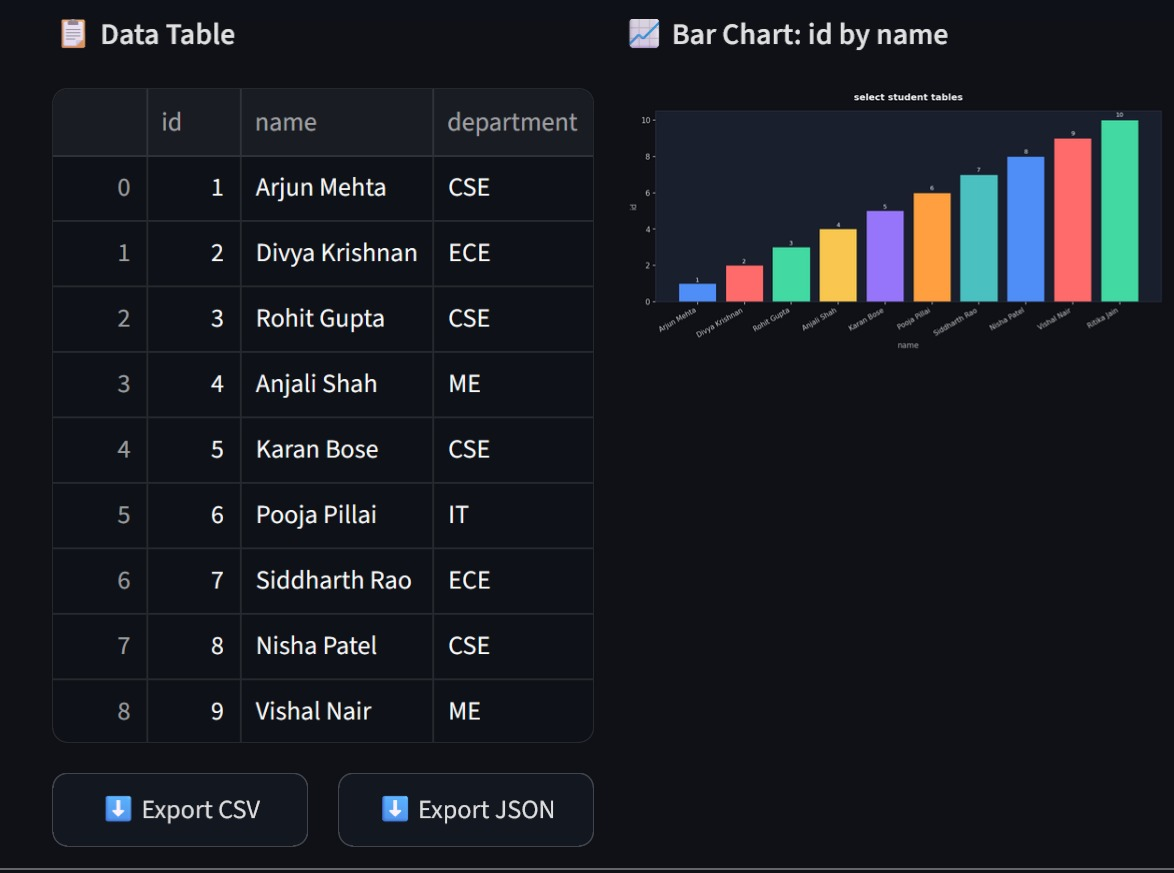 Data Table
id name department
0 1 Arjun Mehta CSE
1 2 Divya Krishnan ECE
2 3 Rohit Gupta CSE
3 4 Anjali Shah ME
4 5 Karan Bose CSE
5 6 Pooja Pillai IT
6 7 Siddharth Rao ECE
7 8 Nisha Patel CSE
8 9 Vishal Nair ME
Export CSV
Export JSON
Bar Chart: id by name
select student tables
10
8
6
4
2
0
id
1 2 3 4 5 6 7 8 9 10
Arjun Mehta
Divya Krishnan
Rohit Gupta
Anjali Shah
Karan Bose
Pooja Pillai
Siddharth Rao
Nisha Patel
Vishal Nair
Ritika Jain
name